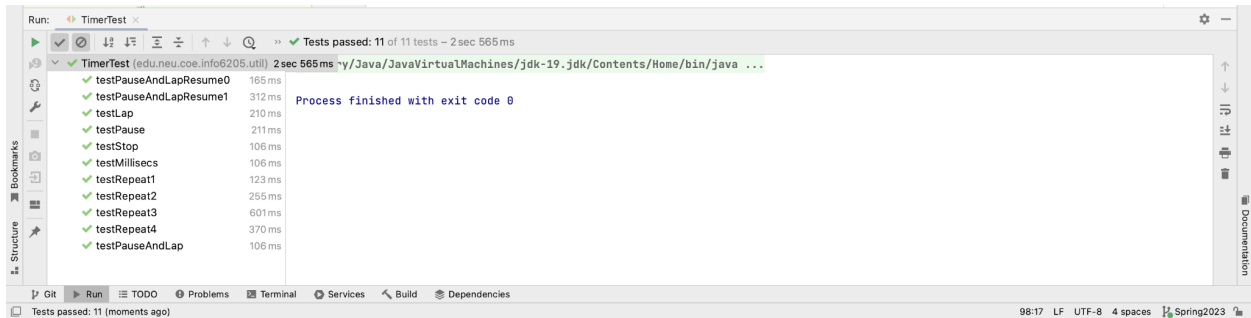 Run: TimerTest
Tests passed: 11 of 11 tests – 2 sec 565 ms
TimerTest (edu.neu.coe.info6205.util) 2 sec 565 ms ry/Java/JavaVirtualMachines/jdk-19.jdk/Contents/Home/bin/java ...
testPauseAndLapResume0 165 ms
testPauseAndLapResume1 312 ms
Process finished with exit code 0
testLap 210 ms
testPause 211 ms
testStop 106 ms
testMillisecs 106 ms
testRepeat1 123 ms
testRepeat2 255 ms
testRepeat3 601 ms
testRepeat4 370 ms
testPauseAndLap 106 ms
Bookmarks
Structure
Documentation
Git Run TODO Problems Terminal Services Build Dependencies
Tests passed: 11 (moments ago) 98:17 LF UTF-8 4 spaces Spring2023